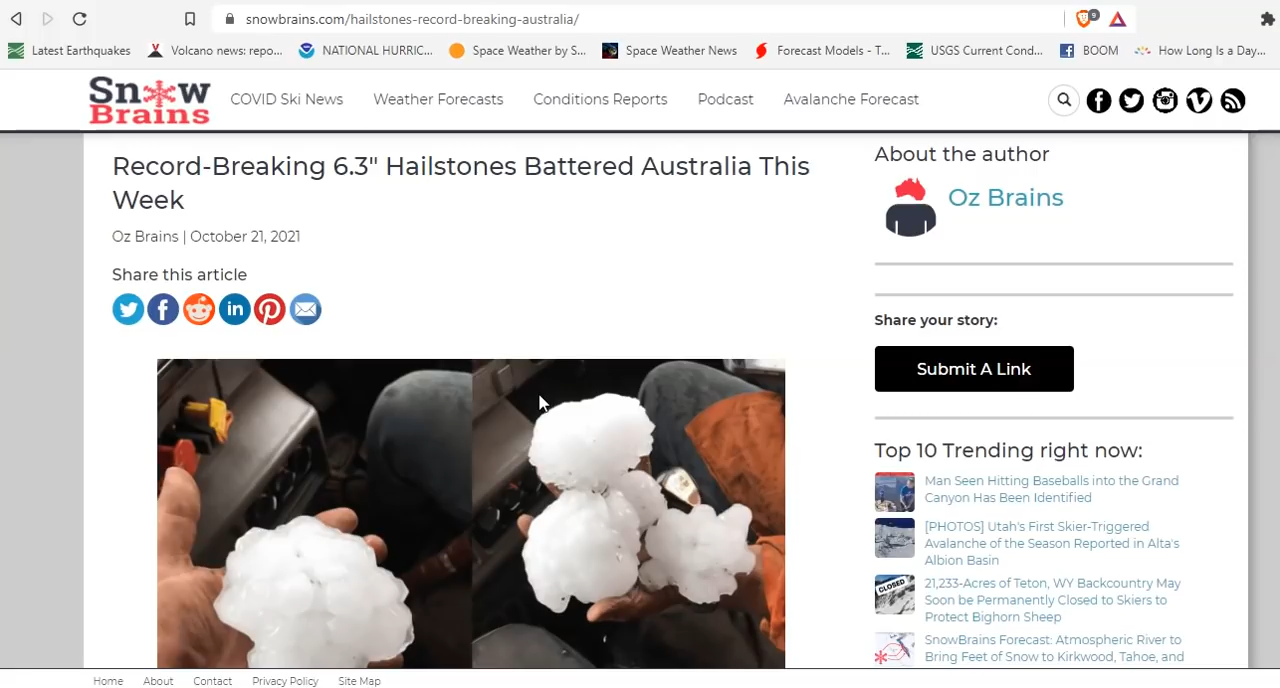 snowbrains.com/hailstones-record-breaking-australia/
9
Latest Earthquakes
Volcano news: repo...
NATIONAL HURRIC...
Space Weather by S...
Space Weather News
Forecast Models - T...
USGS Current Cond...
BOOM
How Long Is a Day...
Snow
Brains
COVID Ski News
Weather Forecasts
Conditions Reports
Podcast
Avalanche Forecast
Record-Breaking 6.3" Hailstones Battered Australia This
Week
Oz Brains | October 21, 2021
Share this article
in
About the author
Oz Brains
Share your story:
Submit A Link
Top 10 Trending right now:
Man Seen Hitting Baseballs into the Grand
Canyon Has Been Identified
[PHOTOS] Utah's First Skier-Triggered
Avalanche of the Season Reported in Alta's
Albion Basin
CLOSED
21,233-Acres of Teton, WY Backcountry May
Soon be Permanently Closed to Skiers to
Protect Bighorn Sheep
SnowBrains Forecast: Atmospheric River to
Bring Feet of Snow to Kirkwood, Tahoe, and
Home
About
Contact
Privacy Policy
Site Map